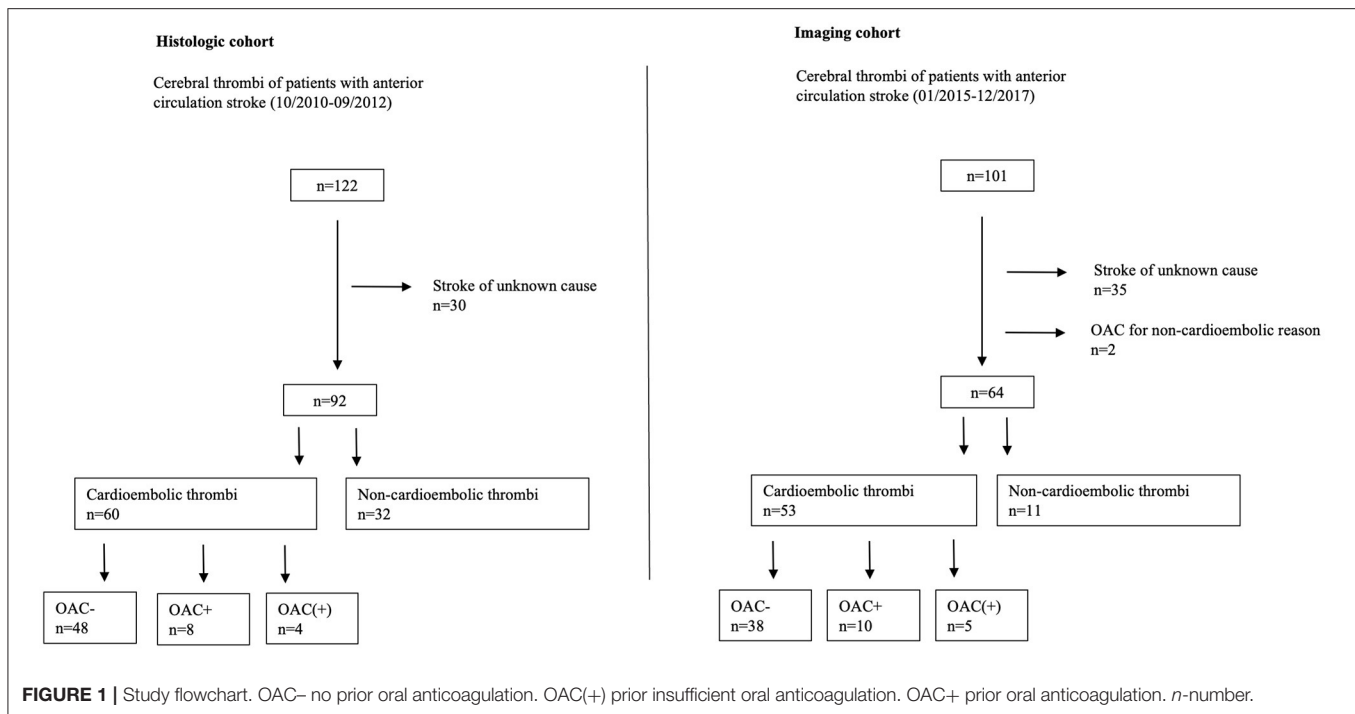 Histologic cohort
Cerebral thrombi of patients with anterior
circulation stroke (10/2010-09/2012)
n=122
Stroke of unknown cause
n=30
n=92
Cardioembolic thrombi
n=60
Non-cardioembolic thrombi
n=32
OAC-
n=48
OAC+
n=8
OAC(+)
n=4
Imaging cohort
Cerebral thrombi of patients with anterior
circulation stroke (01/2015-12/2017)
n=101
Stroke of unknown cause
n=35
OAC for non-cardioembolic reason
n=2
n=64
Cardioembolic thrombi
n=53
Non-cardioembolic thrombi
n=11
OAC-
n=38
OAC+
n=10
OAC(+)
n=5
FIGURE 1 | Study flowchart. OAC– no prior oral anticoagulation. OAC(+) prior insufficient oral anticoagulation. OAC+ prior oral anticoagulation. n-number.